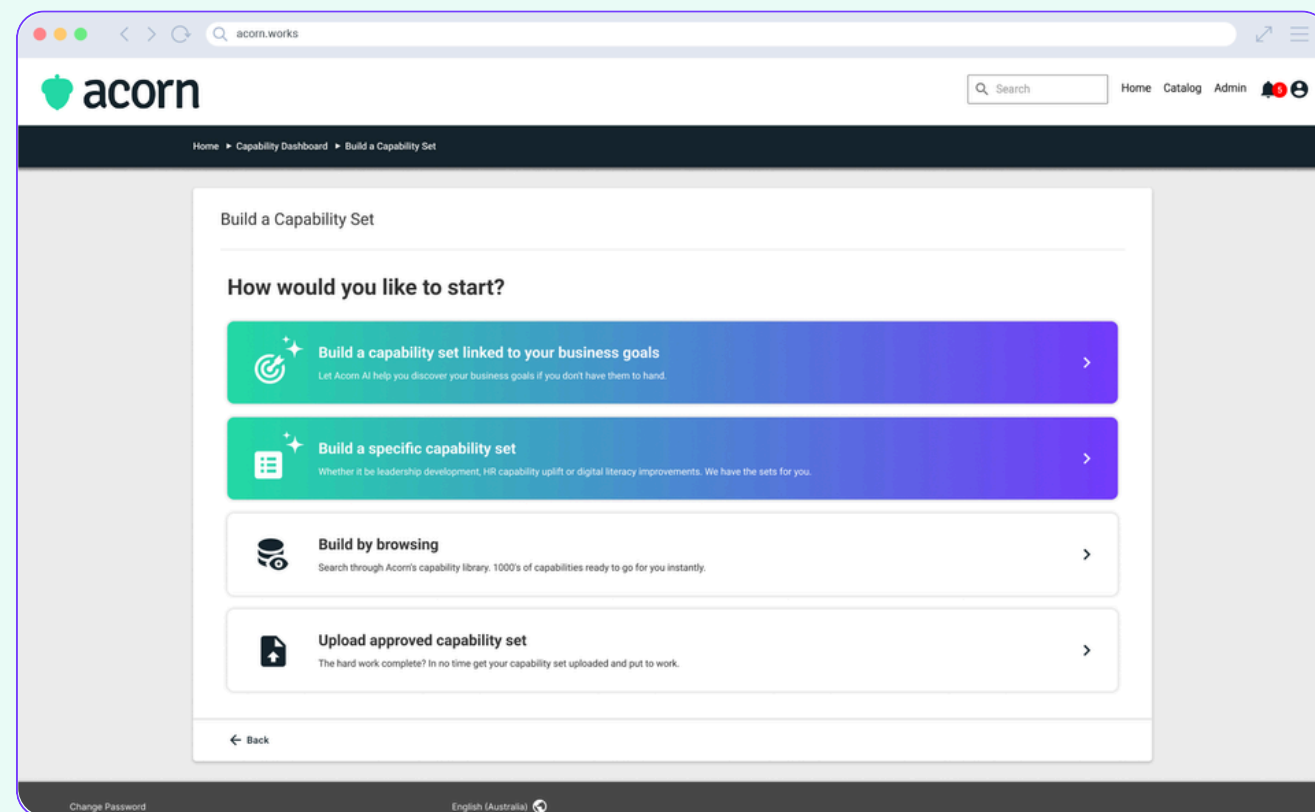 acorn.works
acorn
Search
Home Catalog Admin 5
Home ▸ Capability Dashboard ▸ Build a Capability Set
Build a Capability Set
How would you like to start?
Build a capability set linked to your business goals
Let Acorn AI help you discover your business goals if you don't have them to hand.
Build a specific capability set
Whether it be leadership development, HR capability uplift or digital literacy improvements. We have the sets for you.
Build by browsing
Search through Acorn's capability library. 1000's of capabilities ready to go for you instantly.
Upload approved capability set
The hard work complete? In no time get your capability set uploaded and put to work.
Back
Change Password English (Australia)